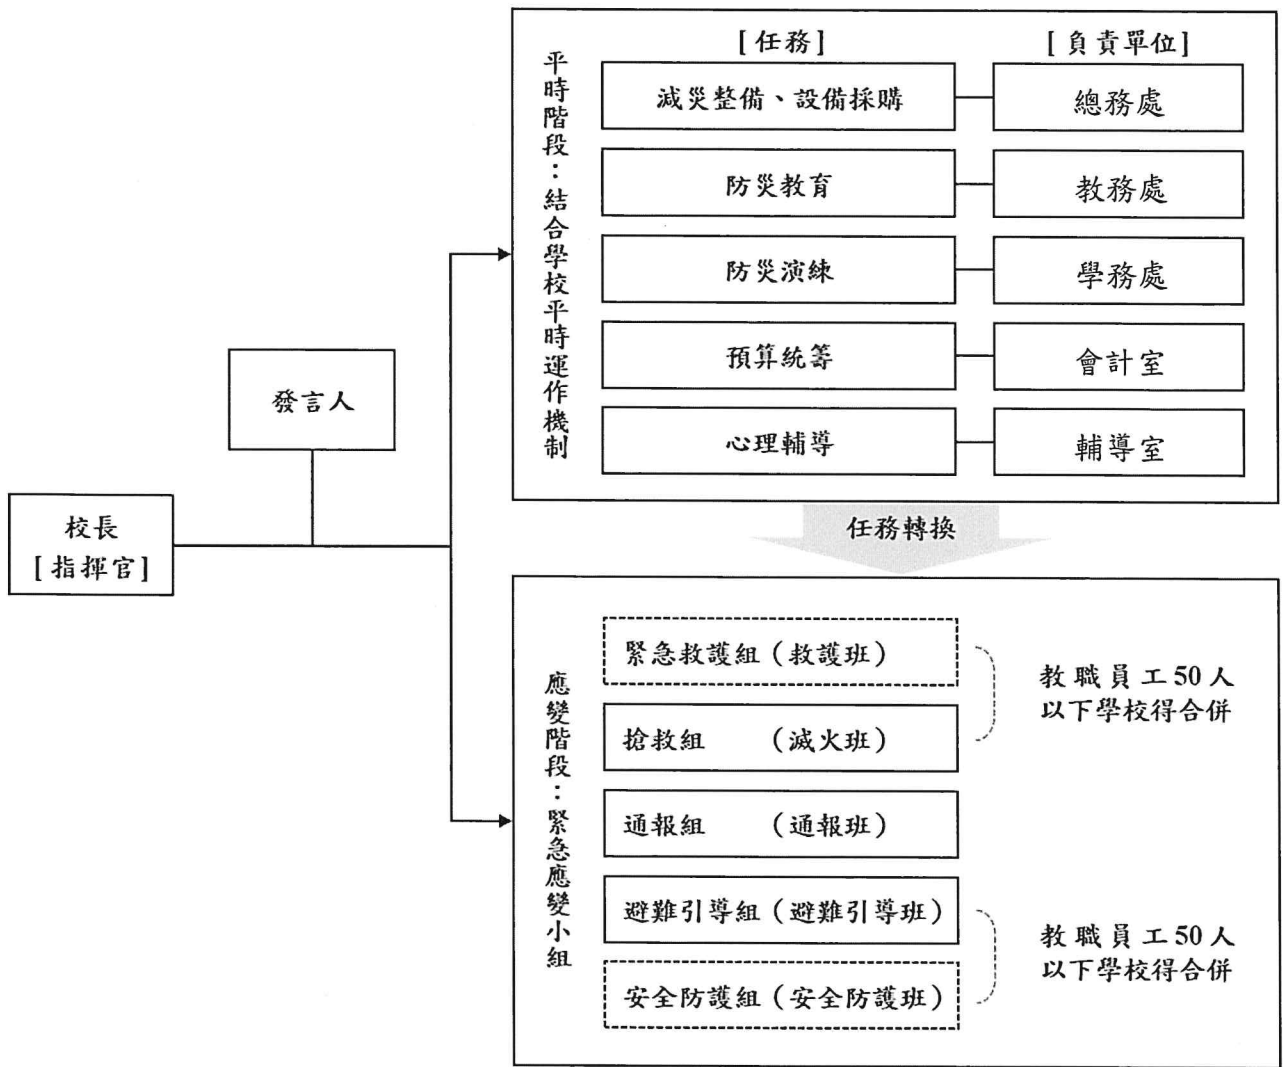 平時階段：結合學校平時運作機制
[任務]
[負責單位]
減災整備、設備採購
總務處
防災教育
教務處
防災演練
學務處
預算統籌
會計室
心理輔導
輔導室
發言人
校長
[指揮官]
任務轉換
應變階段：緊急應變小組
緊急救護組（救護班）
搶救組　　（滅火班）
教職員工50人
以下學校得合併
通報組　　（通報班）
避難引導組（避難引導班）
安全防護組（安全防護班）
教職員工50人
以下學校得合併